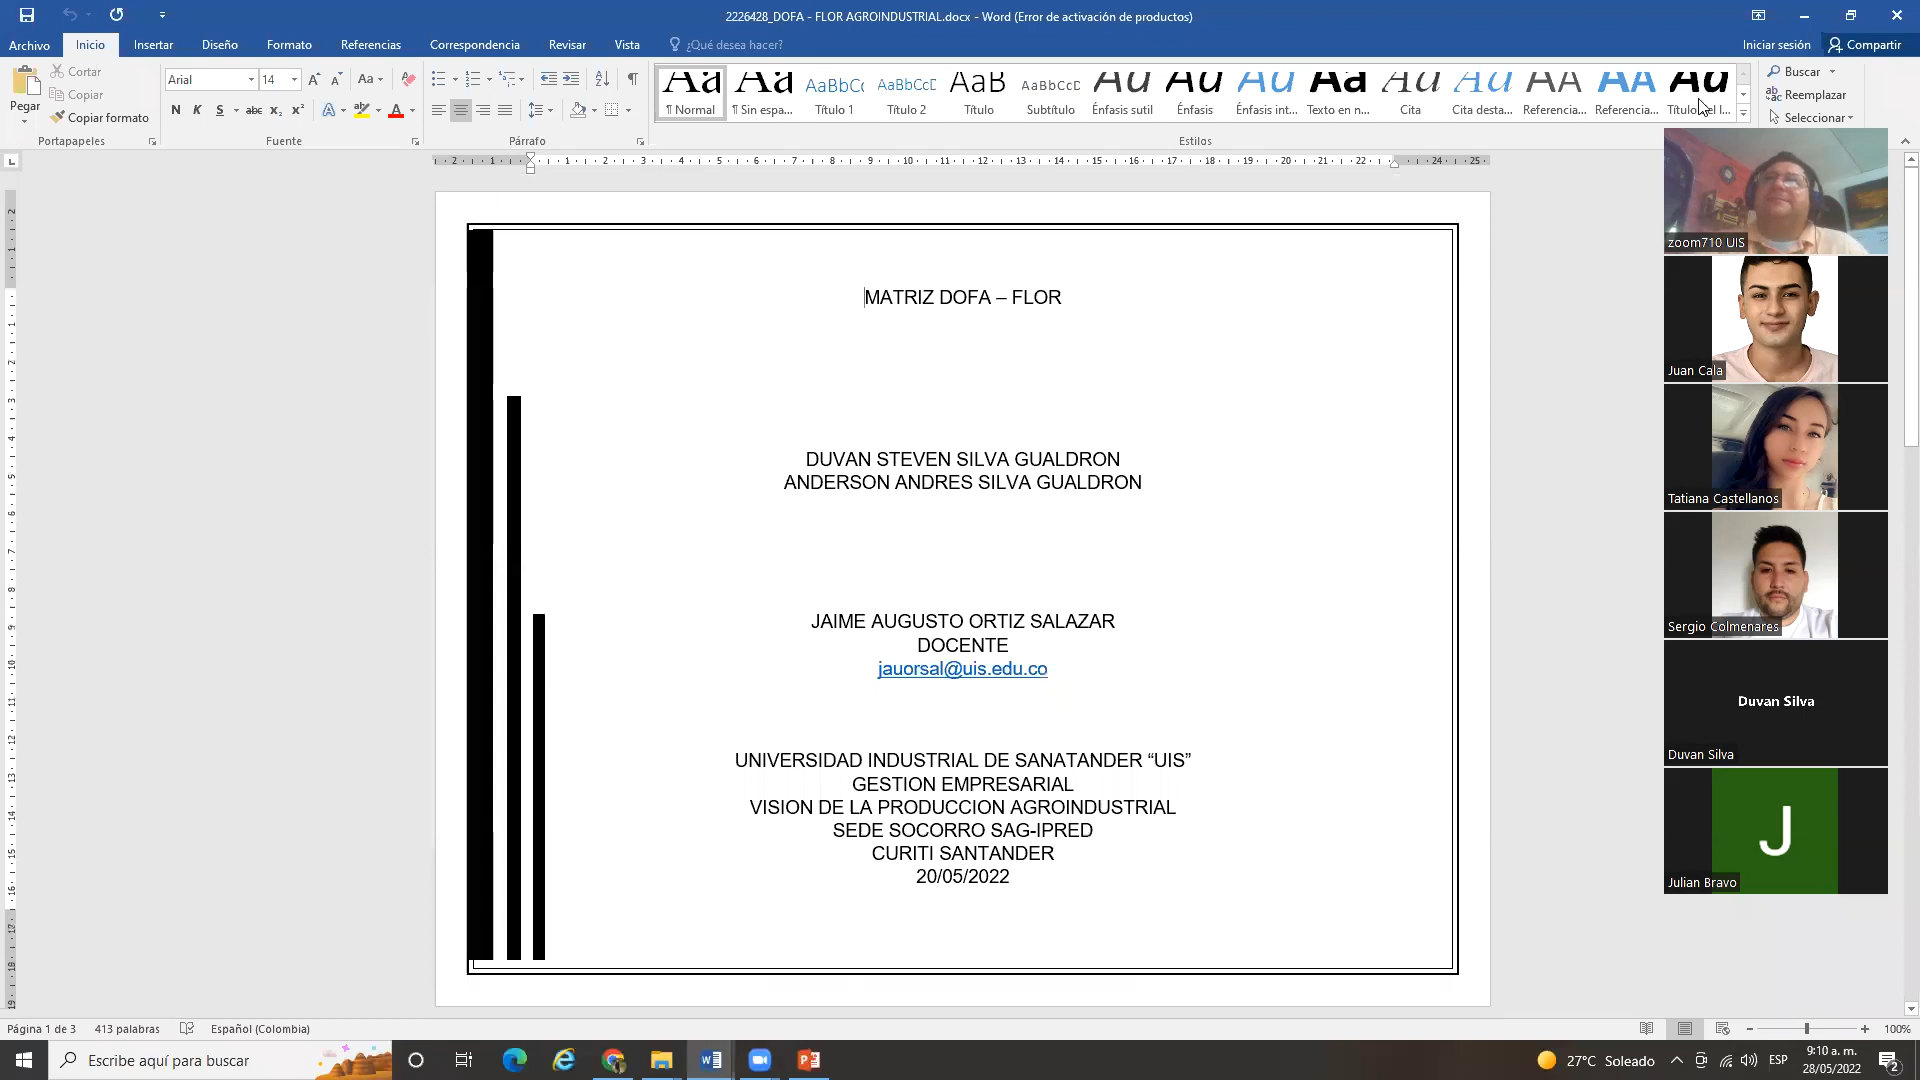 2226428_DOFA - FLOR AGROINDUSTRIAL.docx - Word (Error de activación de productos)
Archivo Inicio Insertar Diseño Formato Referencias Correspondencia Revisar Vista ¿Qué desea hacer? Iniciar sesión Compartir
Pegar
Cortar
Copiar
Copiar formato
Portapapeles
Arial 14
Fuente
Párrafo
¶ Normal ¶ Sin espa... Título 1 Título 2 Título Subtítulo Énfasis sutil Énfasis Énfasis int... Texto en n... Cita Cita desta... Referencia... Referencia...
Estilos
Buscar
Reemplazar
Seleccionar
MATRIZ DOFA – FLOR
DUVAN STEVEN SILVA GUALDRON
ANDERSON ANDRES SILVA GUALDRON
JAIME AUGUSTO ORTIZ SALAZAR
DOCENTE
jauorsal@uis.edu.co
UNIVERSIDAD INDUSTRIAL DE SANATANDER “UIS”
GESTION EMPRESARIAL
VISION DE LA PRODUCCION AGROINDUSTRIAL
SEDE SOCORRO SAG-IPRED
CURITI SANTANDER
20/05/2022
zoom710 UIS
Juan Cala
Tatiana Castellanos
Sergio Colmenares
Duvan Silva
Duvan Silva
J
Julian Bravo
Página 1 de 3 413 palabras Español (Colombia) 100%
Escribe aquí para buscar
27°C Soleado ESP
9:10 a. m.
28/05/2022
2